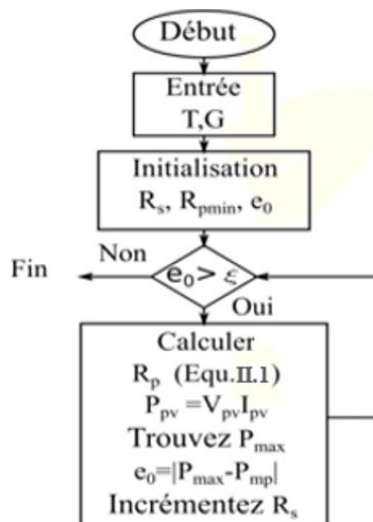 Début
Entrée
T,G
Initialisation
Rₛ, Rₚₘᵢₙ, e₀
Non
Fin
e₀> ξ
Oui
Calculer
Rₚ (Equ.II.1)
Pₚᵥ =VₚᵥIₚᵥ
Trouvez Pₘₐₓ
e₀=|Pₘₐₓ-Pₘₚ|
Incrémentez Rₛ